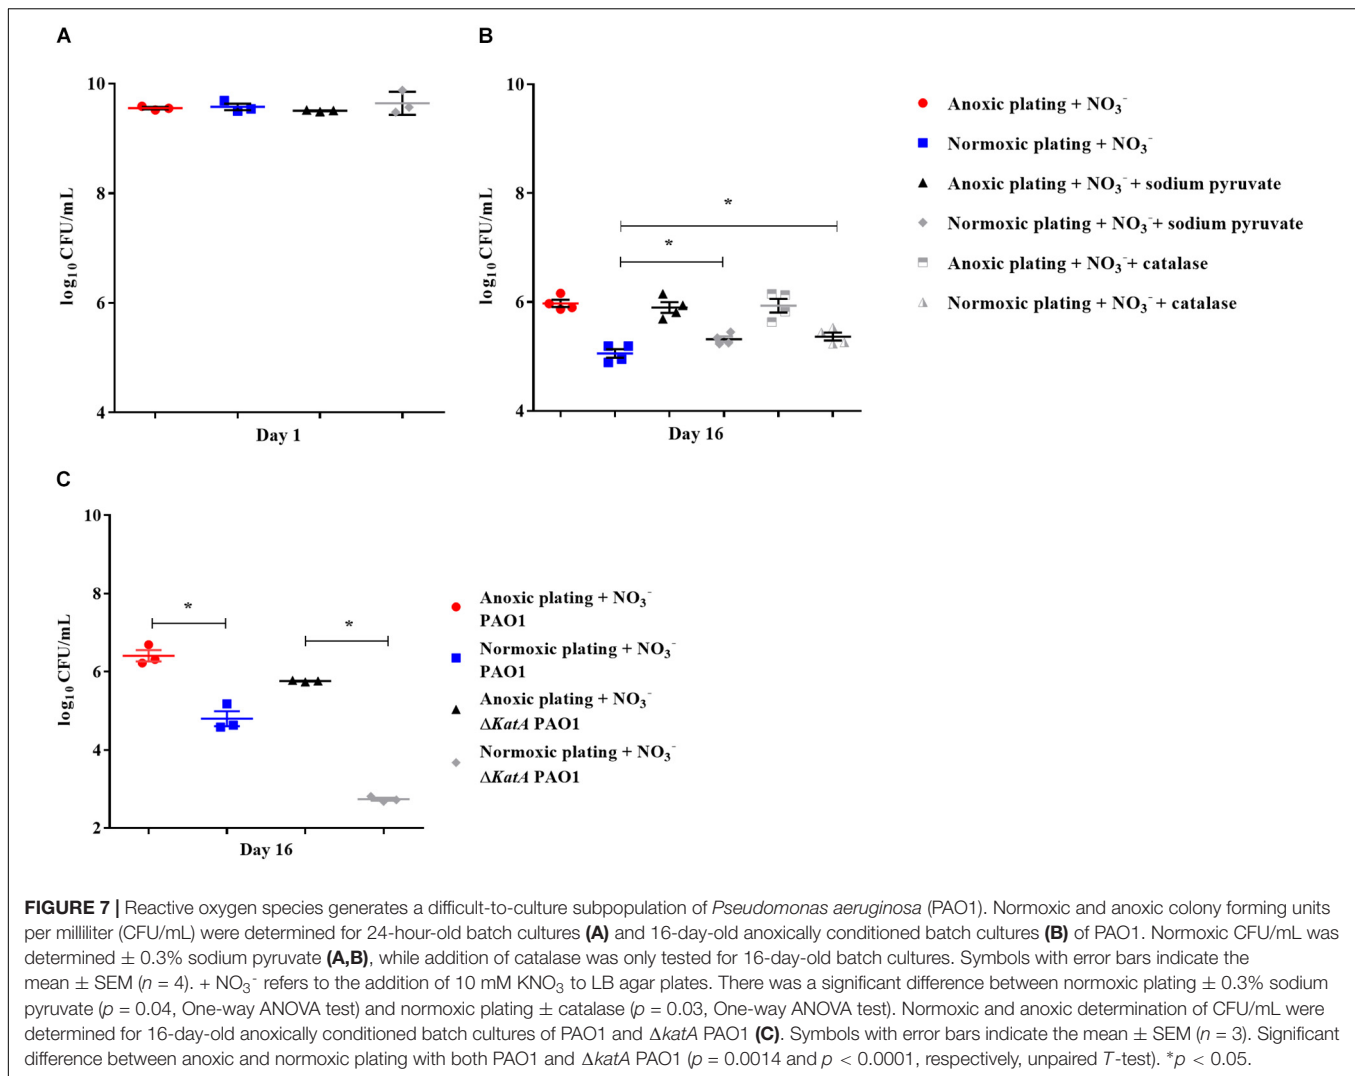 A
log10 CFU/mL
10
8
6
4
Day 1
B
log10 CFU/mL
10
8
6
4
*
*
Day 16
Anoxic plating + NO3-
Normoxic plating + NO3-
Anoxic plating + NO3- + sodium pyruvate
Normoxic plating + NO3- + sodium pyruvate
Anoxic plating + NO3- + catalase
Normoxic plating + NO3- + catalase
C
log10 CFU/mL
10
8
6
4
2
*
*
Day 16
Anoxic plating + NO3-
PAO1
Normoxic plating + NO3-
PAO1
Anoxic plating + NO3-
ΔKatA PAO1
Normoxic plating + NO3-
ΔKatA PAO1
FIGURE 7 | Reactive oxygen species generates a difficult-to-culture subpopulation of Pseudomonas aeruginosa (PAO1). Normoxic and anoxic colony forming units
per milliliter (CFU/mL) were determined for 24-hour-old batch cultures (A) and 16-day-old anoxically conditioned batch cultures (B) of PAO1. Normoxic CFU/mL was
determined ± 0.3% sodium pyruvate (A,B), while addition of catalase was only tested for 16-day-old batch cultures. Symbols with error bars indicate the
mean ± SEM (n = 4). + NO3- refers to the addition of 10 mM KNO3 to LB agar plates. There was a significant difference between normoxic plating ± 0.3% sodium
pyruvate (p = 0.04, One-way ANOVA test) and normoxic plating ± catalase (p = 0.03, One-way ANOVA test). Normoxic and anoxic determination of CFU/mL were
determined for 16-day-old anoxically conditioned batch cultures of PAO1 and ΔkatA PAO1 (C). Symbols with error bars indicate the mean ± SEM (n = 3). Significant
difference between anoxic and normoxic plating with both PAO1 and ΔkatA PAO1 (p = 0.0014 and p < 0.0001, respectively, unpaired T-test). *p < 0.05.